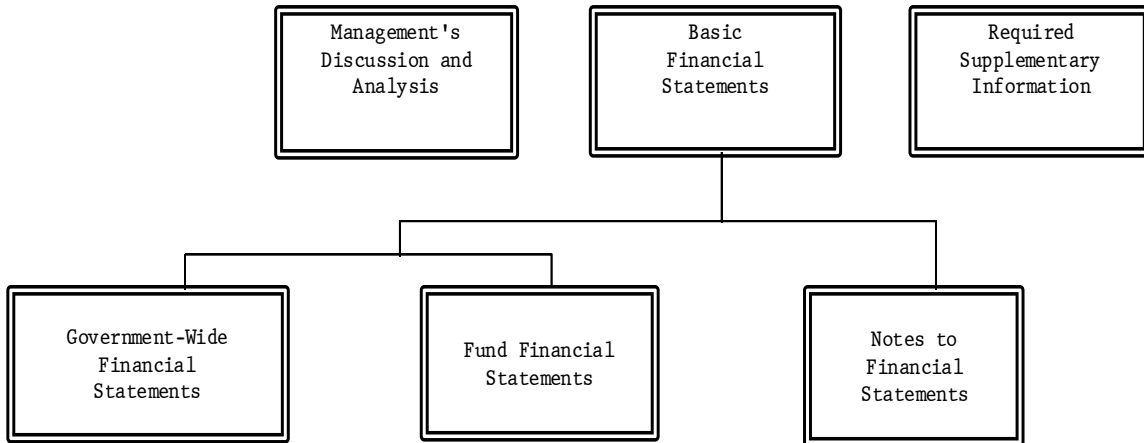 Management's
Discussion and
Analysis
Basic
Financial
Statements
Required
Supplementary
Information
Government-Wide
Financial
Statements
Fund Financial
Statements
Notes to
Financial
Statements